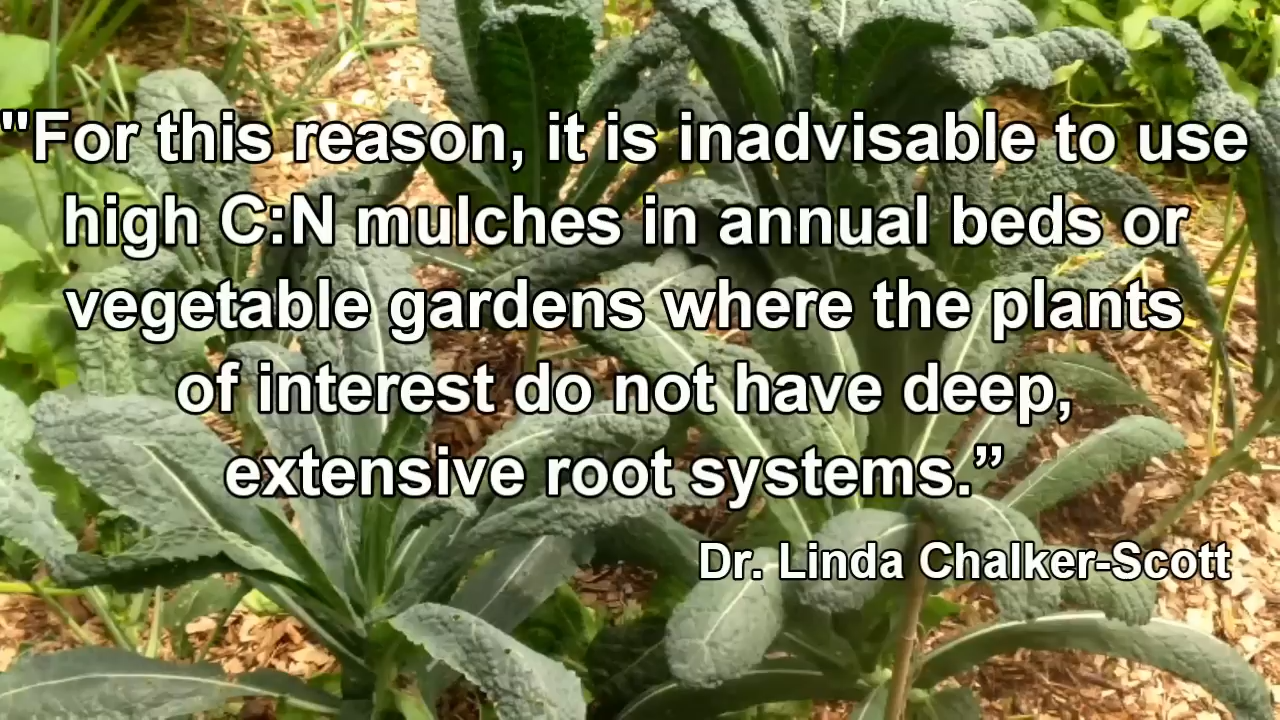 "For this reason, it is inadvisable to use
high C:N mulches in annual beds or
vegetable gardens where the plants
of interest do not have deep,
extensive root systems.”
Dr. Linda Chalker-Scott